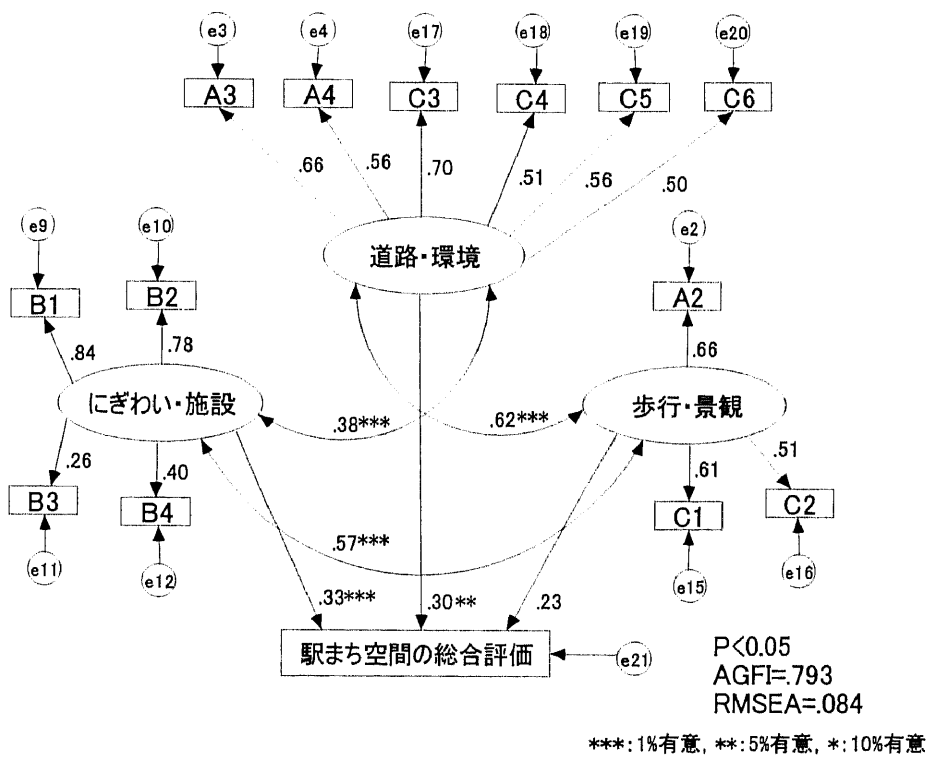 e3 e4 e17 e18 e19 e20
A3 A4 C3 C4 C5 C6
.66 .56 .70 .51 .56 .50
道路・環境
e9 e10 e2
B1 B2 A2
.84 .78 .66
にぎわい・施設 歩行・景観
.38*** .62***
.26 .40 .61 .51
B3 B4 C1 C2
.57***
e11 e12 e15 e16
.33*** .30** .23
駅まち空間の総合評価 e21
P<0.05
AGFI=.793
RMSEA=.084
***:1%有意, **:5%有意, *:10%有意